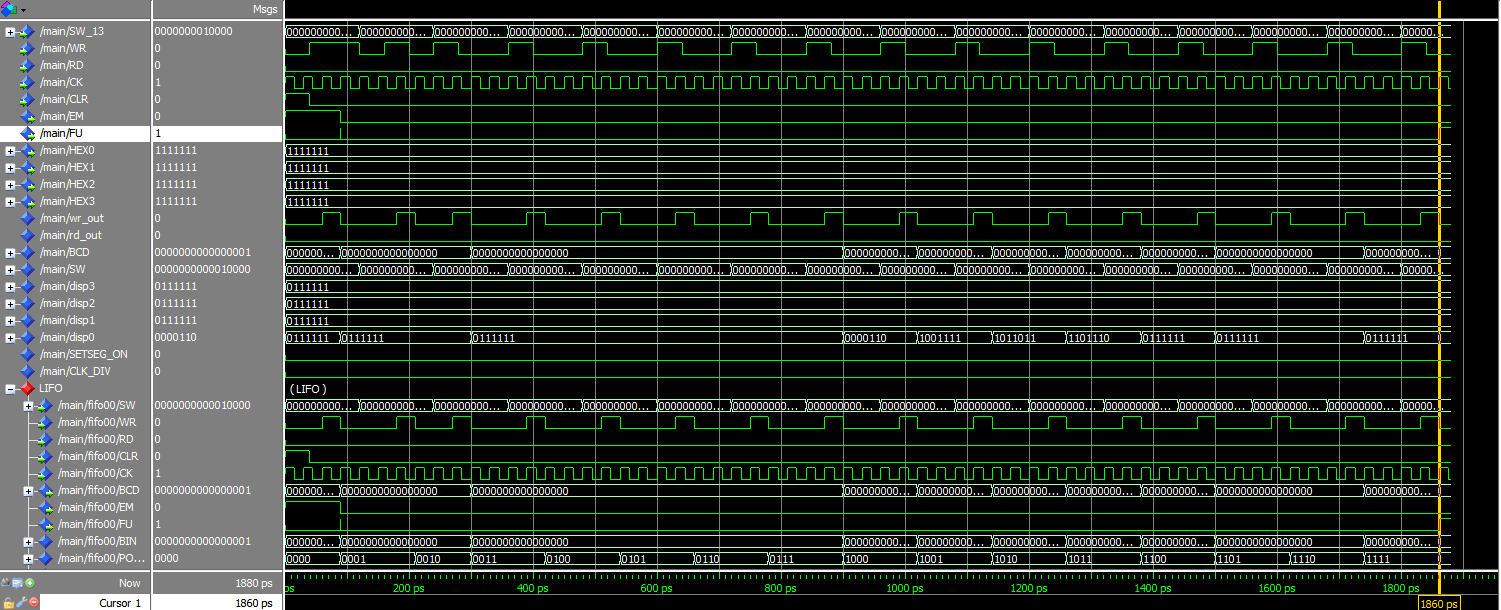 Msgs
/main/SW_13 0000000010000 000000000... 000000000... 000000000... 000000000... 000000000... 000000000... 000000000... 000000000... 000000000... 000000000... 000000000... 000000000... 000000000... 000000000... 000000000... 00000...
/main/WR 0
/main/RD 0
/main/CK 1
/main/CLR 0
/main/EM 0
/main/FU 1
/main/HEX0 1111111 1111111
/main/HEX1 1111111 1111111
/main/HEX2 1111111 1111111
/main/HEX3 1111111 1111111
/main/wr_out 0
/main/rd_out 0
/main/BCD 0000000000000001 000000... 0000000000000000 0000000000000000 000000000... 000000000... 000000000... 000000000... 000000000... 0000000000000000 000000000...
/main/SW 0000000000010000 000000000... 000000000... 000000000... 000000000... 000000000... 000000000... 000000000... 000000000... 000000000... 000000000... 000000000... 000000000... 000000000... 000000000... 000000000... 00000...
/main/disp3 0111111 0111111
/main/disp2 0111111 0111111
/main/disp1 0111111 0111111
/main/disp0 0000110 0111111 0111111 0111111 0000110 1001111 1011011 1101110 0111111 0111111 0111111
/main/SETSEG_ON 0
/main/CLK_DIV 0
LIFO ( LIFO )
/main/fifo00/SW 0000000000010000 000000000... 000000000... 000000000... 000000000... 000000000... 000000000... 000000000... 000000000... 000000000... 000000000... 000000000... 000000000... 000000000... 000000000... 000000000... 00000...
/main/fifo00/WR 0
/main/fifo00/RD 0
/main/fifo00/CLR 0
/main/fifo00/CK 1
/main/fifo00/BCD 0000000000000001 000000... 0000000000000000 0000000000000000 000000000... 000000000... 000000000... 000000000... 000000000... 0000000000000000 000000000...
/main/fifo00/EM 0
/main/fifo00/FU 1
/main/fifo00/BIN 0000000000000001 000000... 0000000000000000 0000000000000000 000000000... 000000000... 000000000... 000000000... 000000000... 0000000000000000 000000000...
/main/fifo00/PO... 0000 0000 0001 0010 0011 0100 0101 0110 0111 1000 1001 1010 1011 1100 1101 1110 1111
Now 1880 ps ps 200 ps 400 ps 600 ps 800 ps 1000 ps 1200 ps 1400 ps 1600 ps 1800 ps
Cursor 1 1860 ps 1860 ps